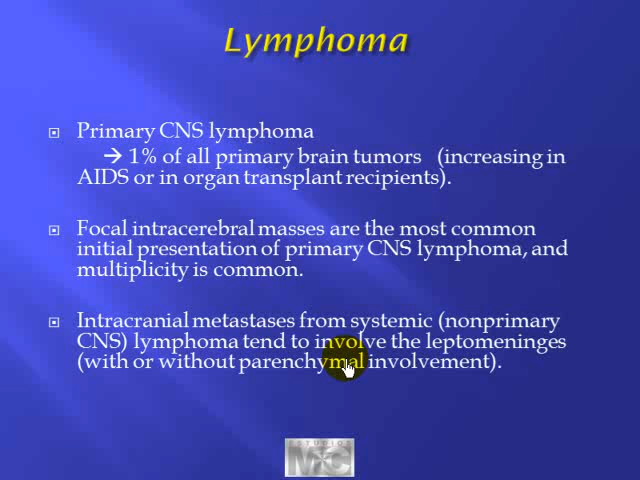 Lymphoma
Primary CNS lymphoma
→ 1% of all primary brain tumors (increasing in
AIDS or in organ transplant recipients).
Focal intracerebral masses are the most common
initial presentation of primary CNS lymphoma, and
multiplicity is common.
Intracranial metastases from systemic (nonprimary
CNS) lymphoma tend to involve the leptomeninges
(with or without parenchymal involvement).
ESTUDIOS
MC